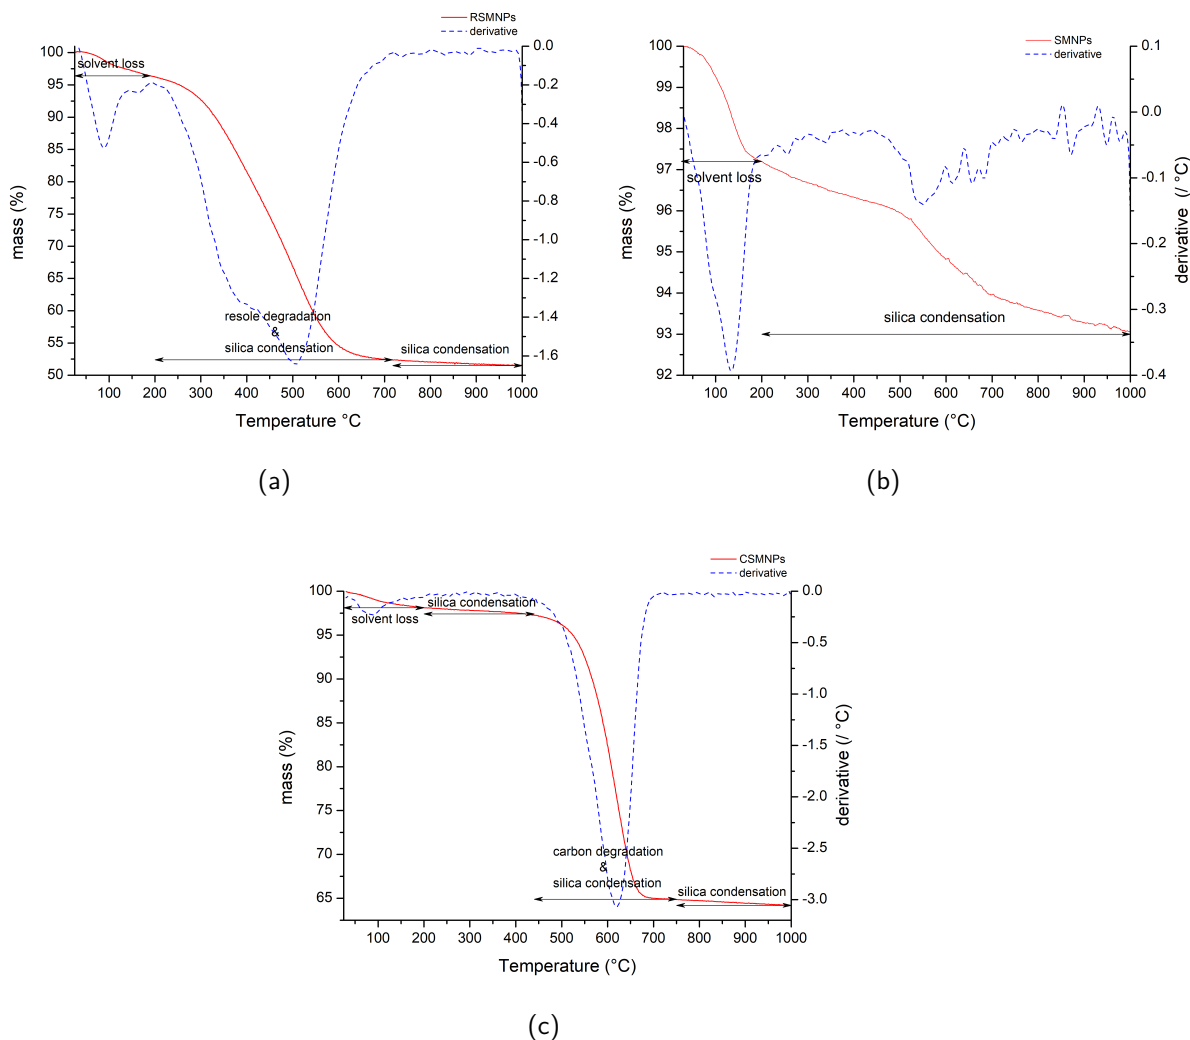 RSMNPs
derivative
100
95
90
85
80
75
70
65
60
55
50
mass (%)
0.0
-0.2
-0.4
-0.6
-0.8
-1.0
-1.2
-1.4
-1.6
solvent loss
resole degradation
&
silica condensation
silica condensation
100 200 300 400 500 600 700 800 900 1000
Temperature °C
(a)
SMNPs
derivative
100
99
98
97
96
95
94
93
92
mass (%)
0.1
0.0
-0.1
-0.2
-0.3
-0.4
derivative (/ °C)
solvent loss
silica condensation
100 200 300 400 500 600 700 800 900 1000
Temperature (°C)
(b)
CSMNPs
derivative
100
95
90
85
80
75
70
65
mass (%)
0.0
-0.5
-1.0
-1.5
-2.0
-2.5
-3.0
derivative (/ °C)
silica condensation
solvent loss
carbon degradation
&
silica condensation
silica condensation
100 200 300 400 500 600 700 800 900 1000
Temperature (°C)
(c)